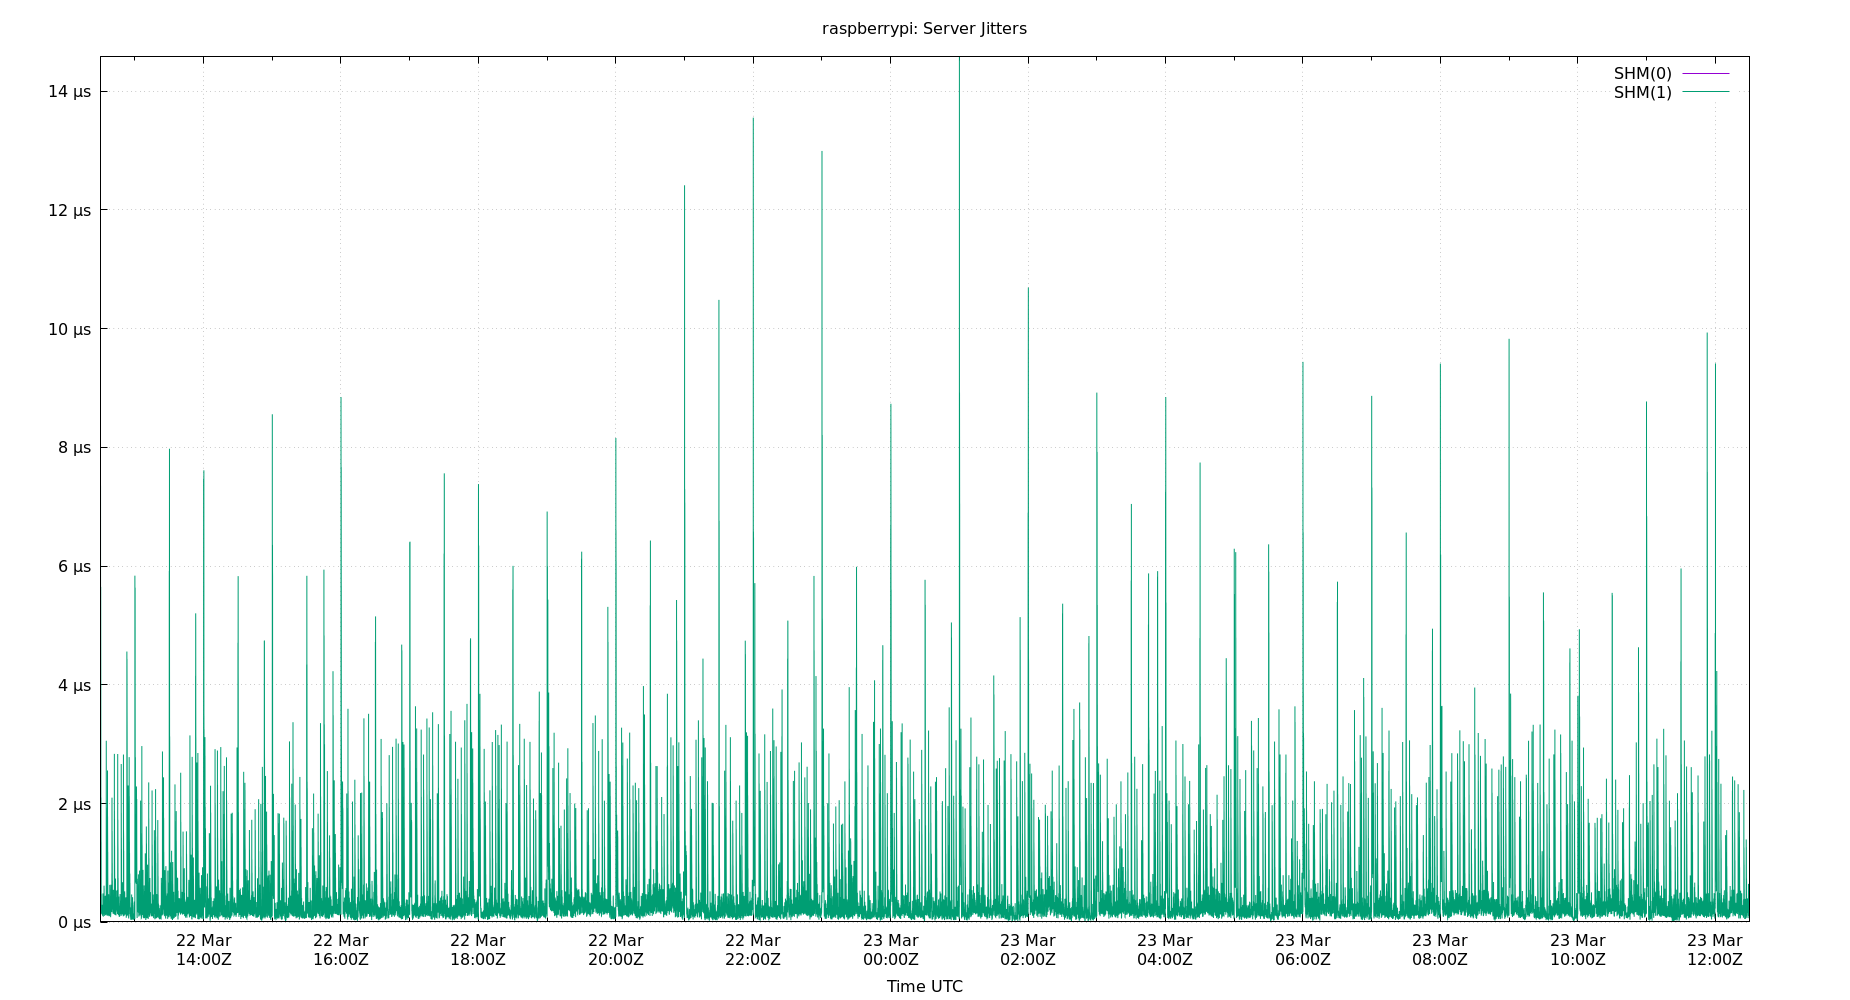 raspberrypi: Server Jitters
SHM(0)
SHM(1)
14 µs
12 µs
10 µs
8 µs
6 µs
4 µs
2 µs
0 µs
22 Mar
14:00Z
22 Mar
16:00Z
22 Mar
18:00Z
22 Mar
20:00Z
22 Mar
22:00Z
23 Mar
00:00Z
23 Mar
02:00Z
23 Mar
04:00Z
23 Mar
06:00Z
23 Mar
08:00Z
23 Mar
10:00Z
23 Mar
12:00Z
Time UTC